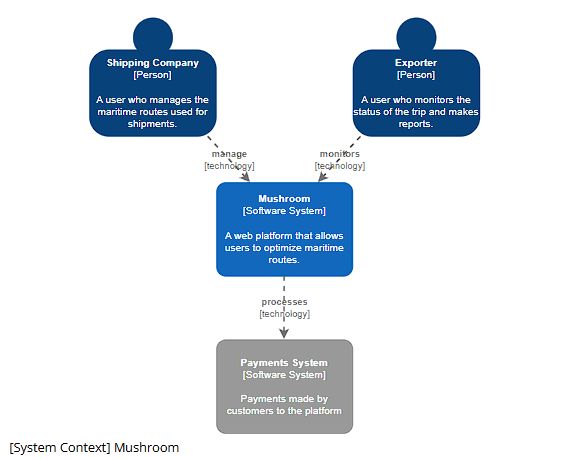 Shipping Company
[Person]
A user who manages the
maritime routes used for
shipments.
Exporter
[Person]
A user who monitors the
status of the trip and makes
reports.
manage
[technology]
monitors
[technology]
Mushroom
[Software System]
A web platform that allows
users to optimize maritime
routes.
processes
[technology]
Payments System
[Software System]
Payments made by
customers to the platform
[System Context] Mushroom